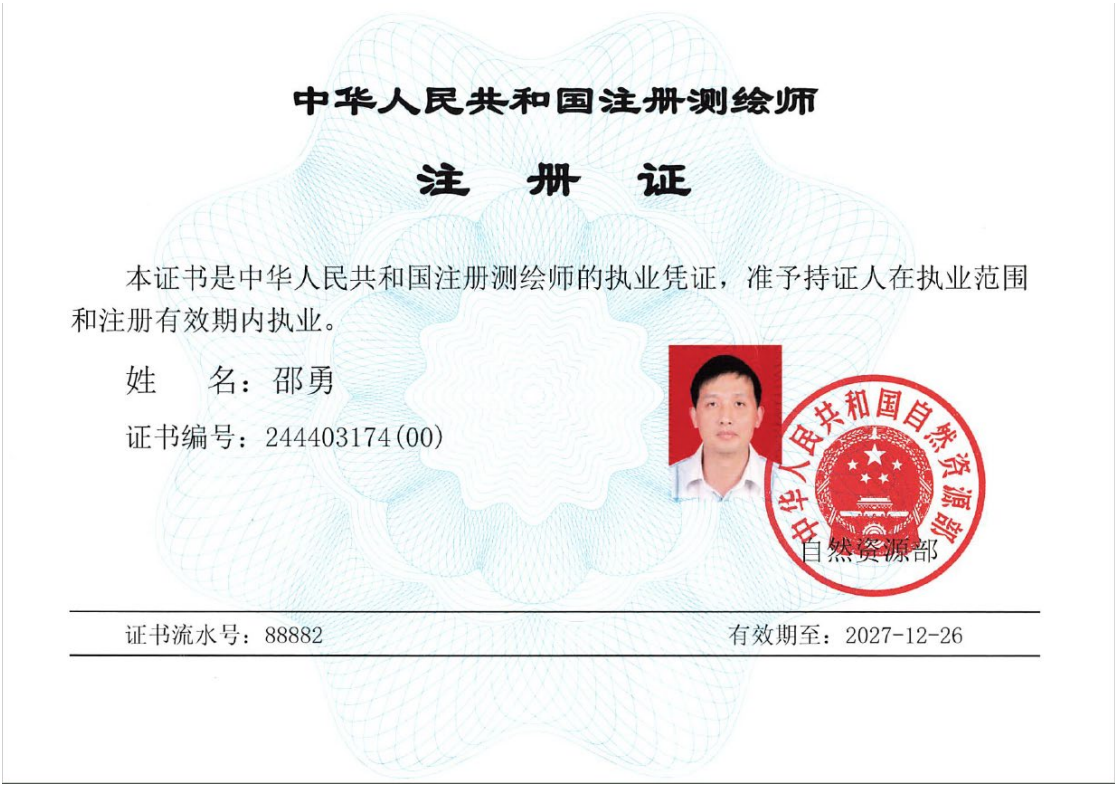 中华人民共和国注册测绘师
注 册 证
本证书是中华人民共和国注册测绘师的执业凭证，准予持证人在执业范围
和注册有效期内执业。
姓 名：邵勇
证书编号：244403174(00)
中华人民共和国自然资源部
自然资源部
证书流水号：88882
有效期至：2027-12-26